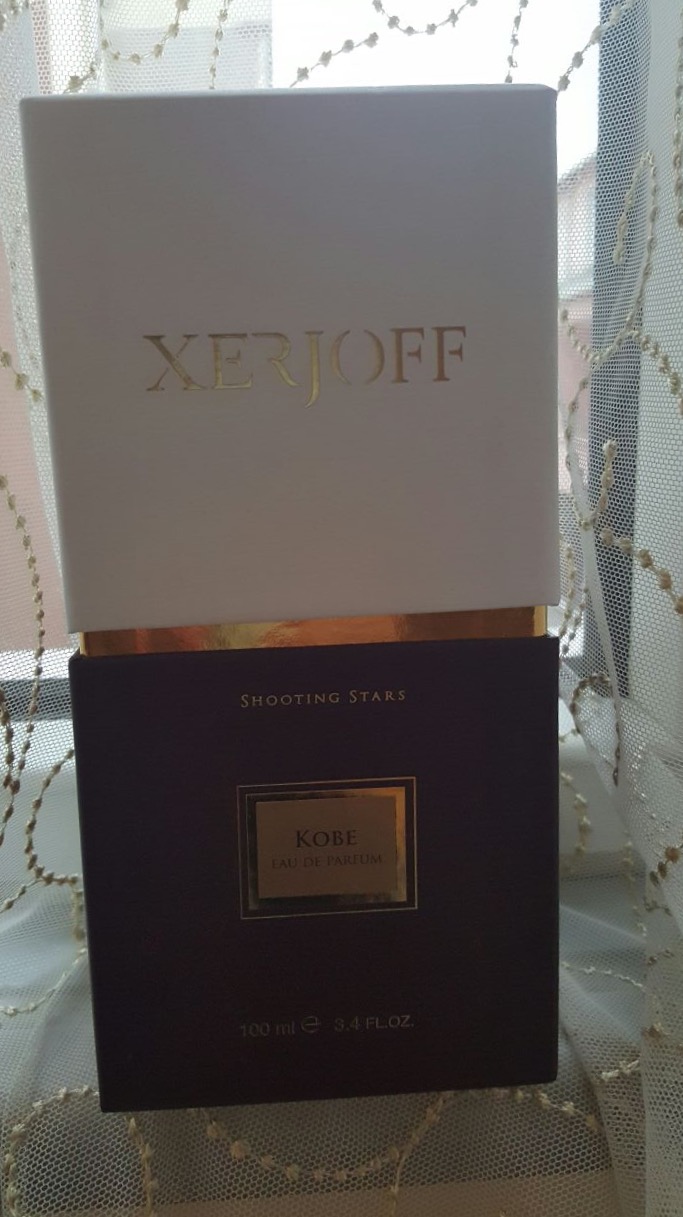 XERJOFF
SHOOTING STARS
KOBE
EAU DE PARFUM
100 ml ℮ 3.4 FL.OZ.